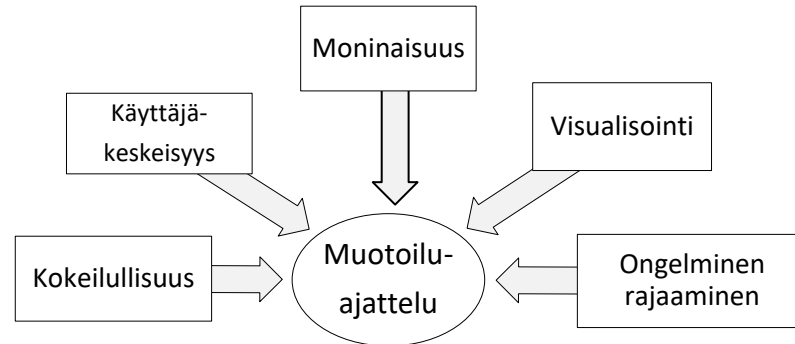 Moninaisuus
Käyttäjä-
keskeisyys
Visualisointi
Kokeilullisuus
Muotoilu-
ajattelu
Ongelminen
rajaaminen